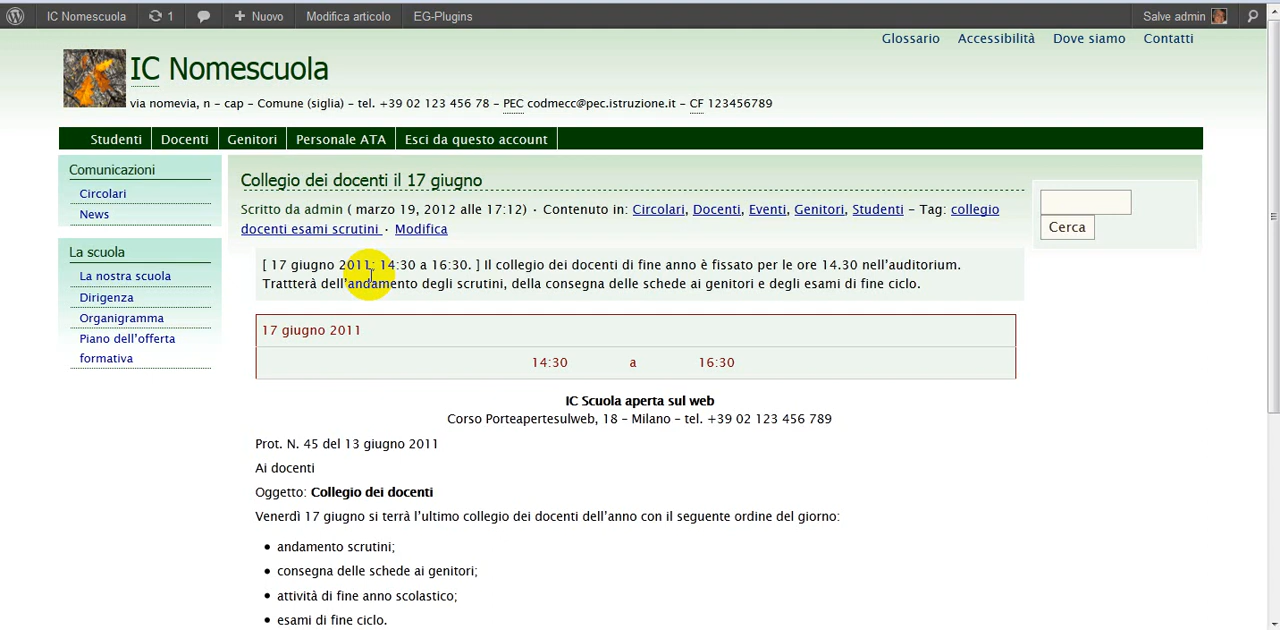 IC Nomescuola 1 Nuovo Modifica articolo EG-Plugins Salve admin
Glossario Accessibilità Dove siamo Contatti
IC Nomescuola
via nomevia, n – cap – Comune (siglia) – tel. +39 02 123 456 78 – PEC codmecc@pec.istruzione.it – CF 123456789
Studenti Docenti Genitori Personale ATA Esci da questo account
Comunicazioni
Circolari
News
La scuola
La nostra scuola
Dirigenza
Organigramma
Piano dell'offerta
formativa
Collegio dei docenti il 17 giugno
Scritto da admin ( marzo 19, 2012 alle 17:12) · Contenuto in: Circolari, Docenti, Eventi, Genitori, Studenti – Tag: collegio
docenti esami scrutini · Modifica
[ 17 giugno 2011; 14:30 a 16:30. ] Il collegio dei docenti di fine anno è fissato per le ore 14.30 nell'auditorium.
Trattterà dell'andamento degli scrutini, della consegna delle schede ai genitori e degli esami di fine ciclo.
17 giugno 2011
14:30 a 16:30
IC Scuola aperta sul web
Corso Porteapertesulweb, 18 – Milano – tel. +39 02 123 456 789
Prot. N. 45 del 13 giugno 2011
Ai docenti
Oggetto: Collegio dei docenti
Venerdì 17 giugno si terrà l'ultimo collegio dei docenti dell'anno con il seguente ordine del giorno:
• andamento scrutini;
• consegna delle schede ai genitori;
• attività di fine anno scolastico;
• esami di fine ciclo.
Cerca